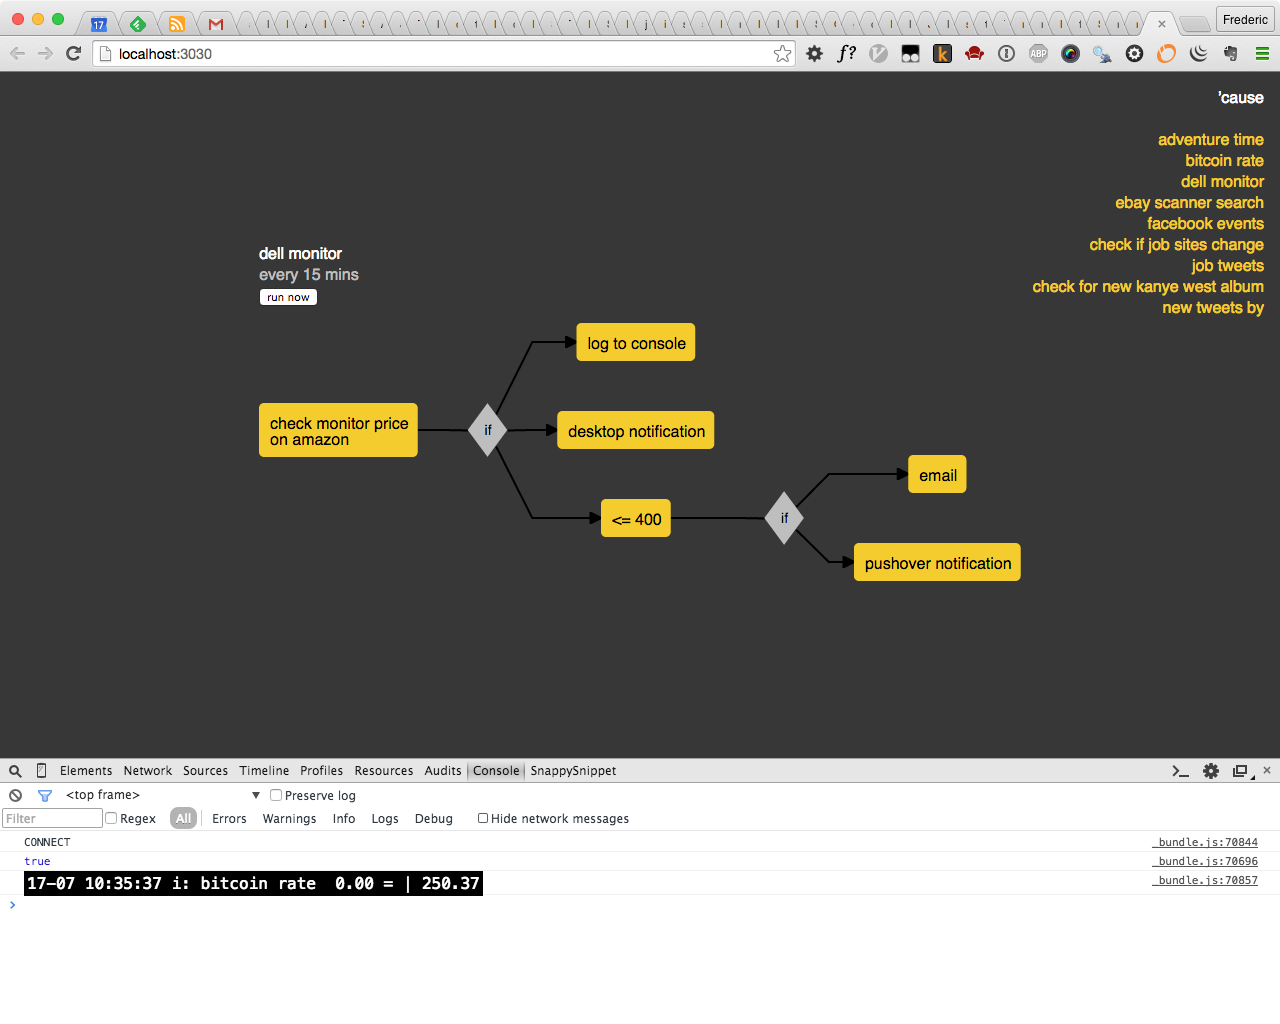 17
Frederic
localhost:3030
f?
ABP
'cause
adventure time
bitcoin rate
dell monitor
ebay scanner search
facebook events
check if job sites change
job tweets
check for new kanye west album
new tweets by
dell monitor
every 15 mins
run now
log to console
check monitor price
on amazon
if
desktop notification
email
<= 400
if
pushover notification
Elements Network Sources Timeline Profiles Resources Audits Console SnappySnippet
<top frame> Preserve log
Filter Regex All Errors Warnings Info Logs Debug Hide network messages
CONNECT _bundle.js:70844
true _bundle.js:70696
17-07 10:35:37 i: bitcoin rate 0.00 = | 250.37 _bundle.js:70857